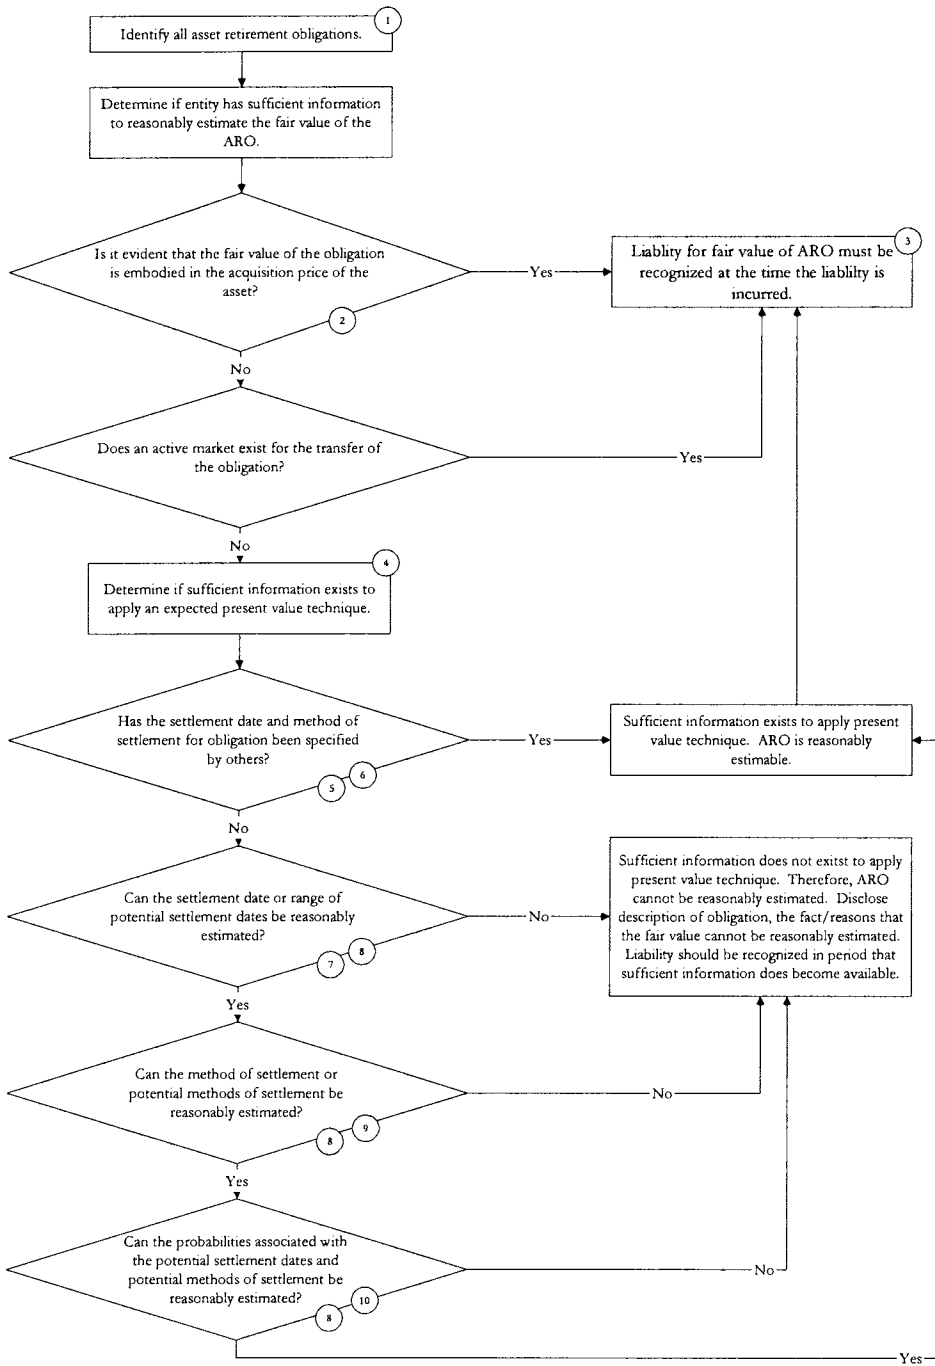 1
Identify all asset retirement obligations.
Determine if entity has sufficient information
to reasonably estimate the fair value of the
ARO.
Is it evident that the fair value of the obligation
is embodied in the acquisition price of the
asset?
2
Yes
3
Liablity for fair value of ARO must be
recognized at the time the liablilty is
incurred.
No
Does an active market exist for the transfer of
the obligation?
Yes
No
4
Determine if sufficient information exists to
apply an expected present value technique.
Has the settlement date and method of
settlement for obligation been specified
by others?
5
6
Yes
Sufficient information exists to apply present
value technique. ARO is reasonably
estimable.
No
Can the settlement date or range of
potential settlement dates be reasonably
estimated?
7
8
No
Sufficient information does not exitst to apply
present value technique. Therefore, ARO
cannot be reasonably estimated. Disclose
description of obligation, the fact/reasons that
the fair value cannot be reasonably estimated.
Liability should be recognized in period that
sufficient information does become available.
Yes
Can the method of settlement or
potential methods of settlement be
reasonably estimated?
8
9
No
Yes
Can the probabilities associated with
the potential settlement dates and
potential methods of settlement be
reasonably estimated?
8
10
No
Yes